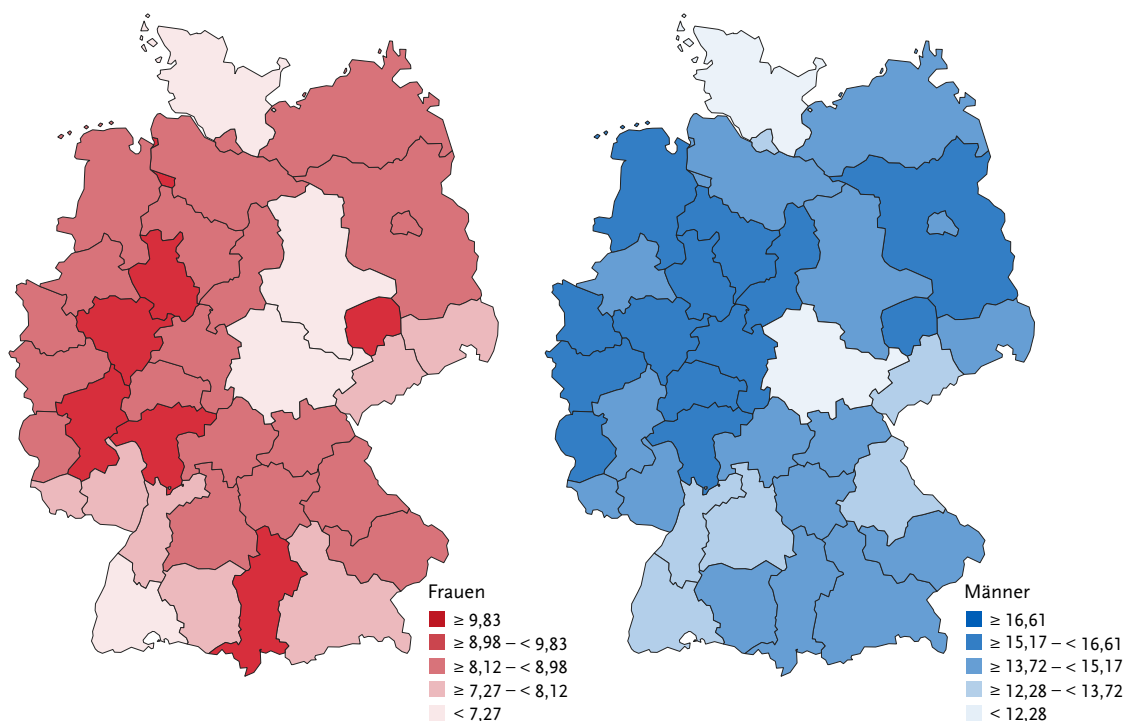 Frauen
≥ 9,83
≥ 8,98 – < 9,83
≥ 8,12 – < 8,98
≥ 7,27 – < 8,12
< 7,27
Männer
≥ 16,61
≥ 15,17 – < 16,61
≥ 13,72 – < 15,17
≥ 12,28 – < 13,72
< 12,28